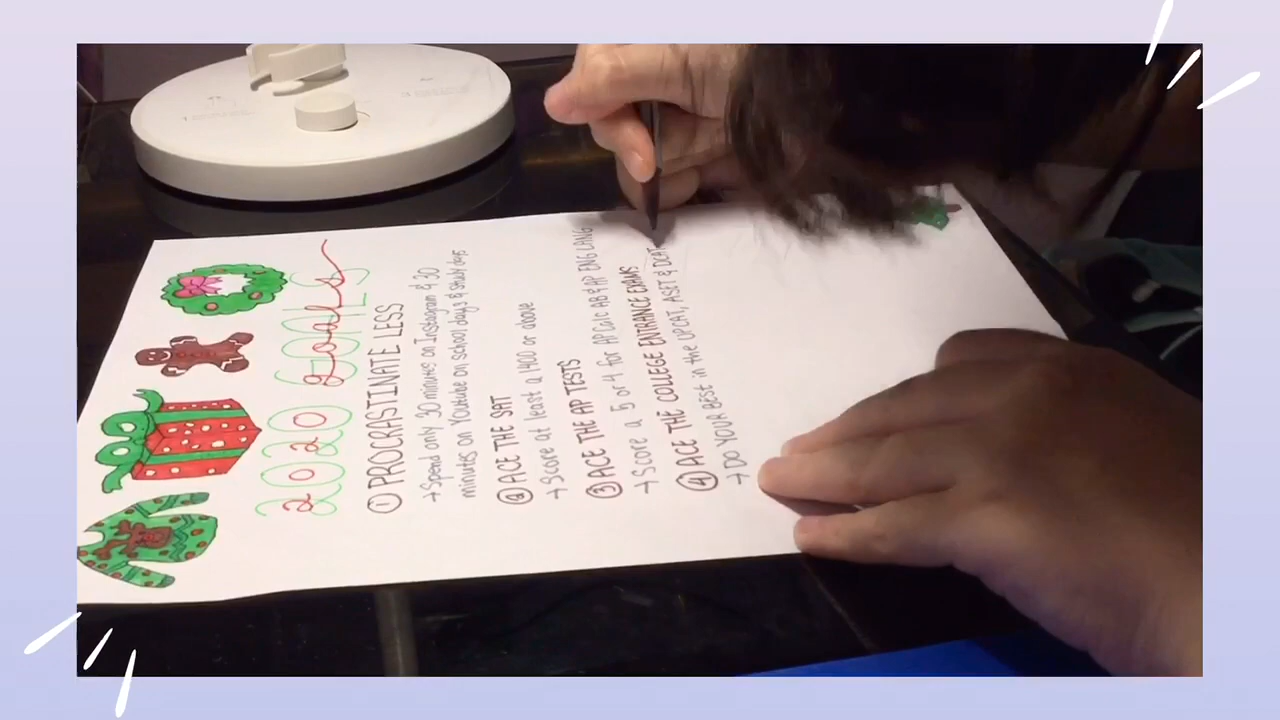 2020 Goals
① PROCRASTINATE LESS
→ Spend only 30 minutes on Instagram & 30
minutes on Youtube on school days & study days
② ACE THE SAT
→ Score at least a 1400 or above
③ ACE THE AP TESTS
→ Score a 5 or 4 for AP Calc AB & AP ENG LANG
④ ACE THE COLLEGE ENTRANCE EXAMS
→ DO YOUR BEST in the UPCAT, ASET & DCAT